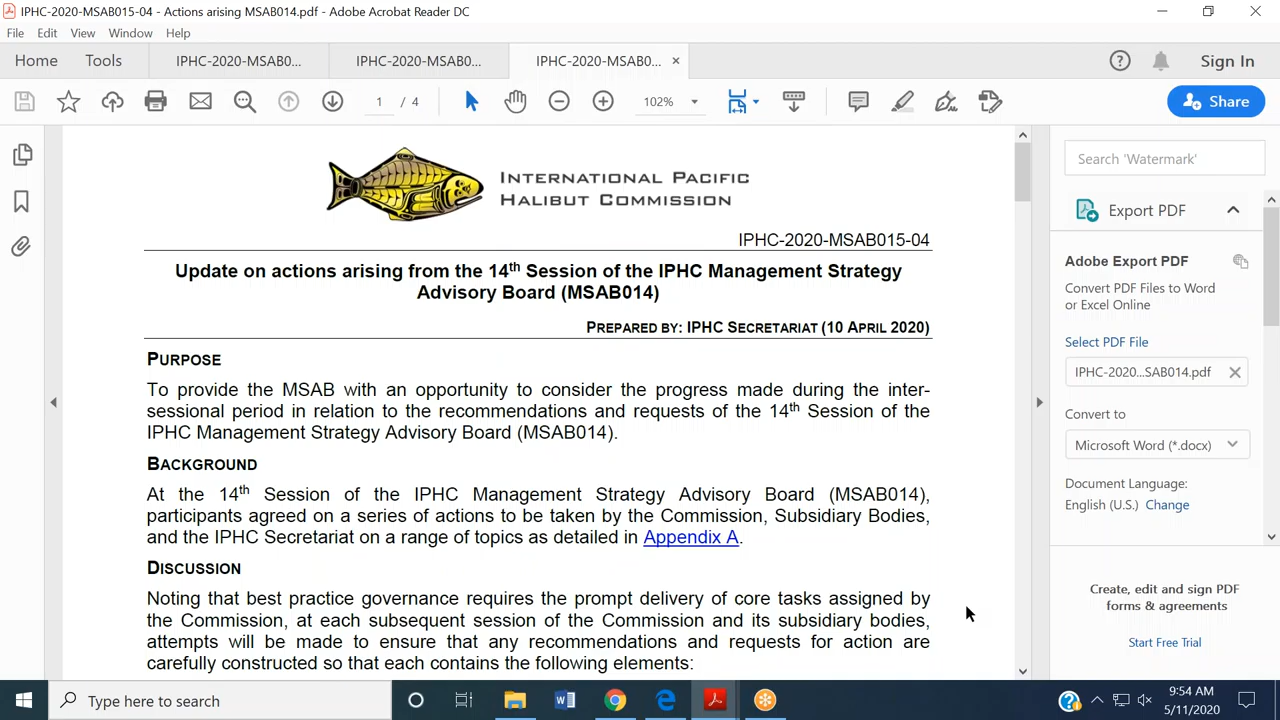 IPHC-2020-MSAB015-04 - Actions arising MSAB014.pdf - Adobe Acrobat Reader DC
File Edit View Window Help
Home Tools IPHC-2020-MSAB0... IPHC-2020-MSAB0... IPHC-2020-MSAB0... Sign In
1 / 4 102% Share
INTERNATIONAL PACIFIC
HALIBUT COMMISSION
IPHC-2020-MSAB015-04
Update on actions arising from the 14th Session of the IPHC Management Strategy
Advisory Board (MSAB014)
PREPARED BY: IPHC SECRETARIAT (10 APRIL 2020)
PURPOSE
To provide the MSAB with an opportunity to consider the progress made during the inter-
sessional period in relation to the recommendations and requests of the 14th Session of the
IPHC Management Strategy Advisory Board (MSAB014).
BACKGROUND
At the 14th Session of the IPHC Management Strategy Advisory Board (MSAB014),
participants agreed on a series of actions to be taken by the Commission, Subsidiary Bodies,
and the IPHC Secretariat on a range of topics as detailed in Appendix A.
DISCUSSION
Noting that best practice governance requires the prompt delivery of core tasks assigned by
the Commission, at each subsequent session of the Commission and its subsidiary bodies,
attempts will be made to ensure that any recommendations and requests for action are
carefully constructed so that each contains the following elements:
Search 'Watermark'
Export PDF
Adobe Export PDF
Convert PDF Files to Word
or Excel Online
Select PDF File
IPHC-2020...SAB014.pdf
Convert to
Microsoft Word (*.docx)
Document Language:
English (U.S.) Change
Create, edit and sign PDF
forms & agreements
Start Free Trial
Type here to search
9:54 AM
5/11/2020